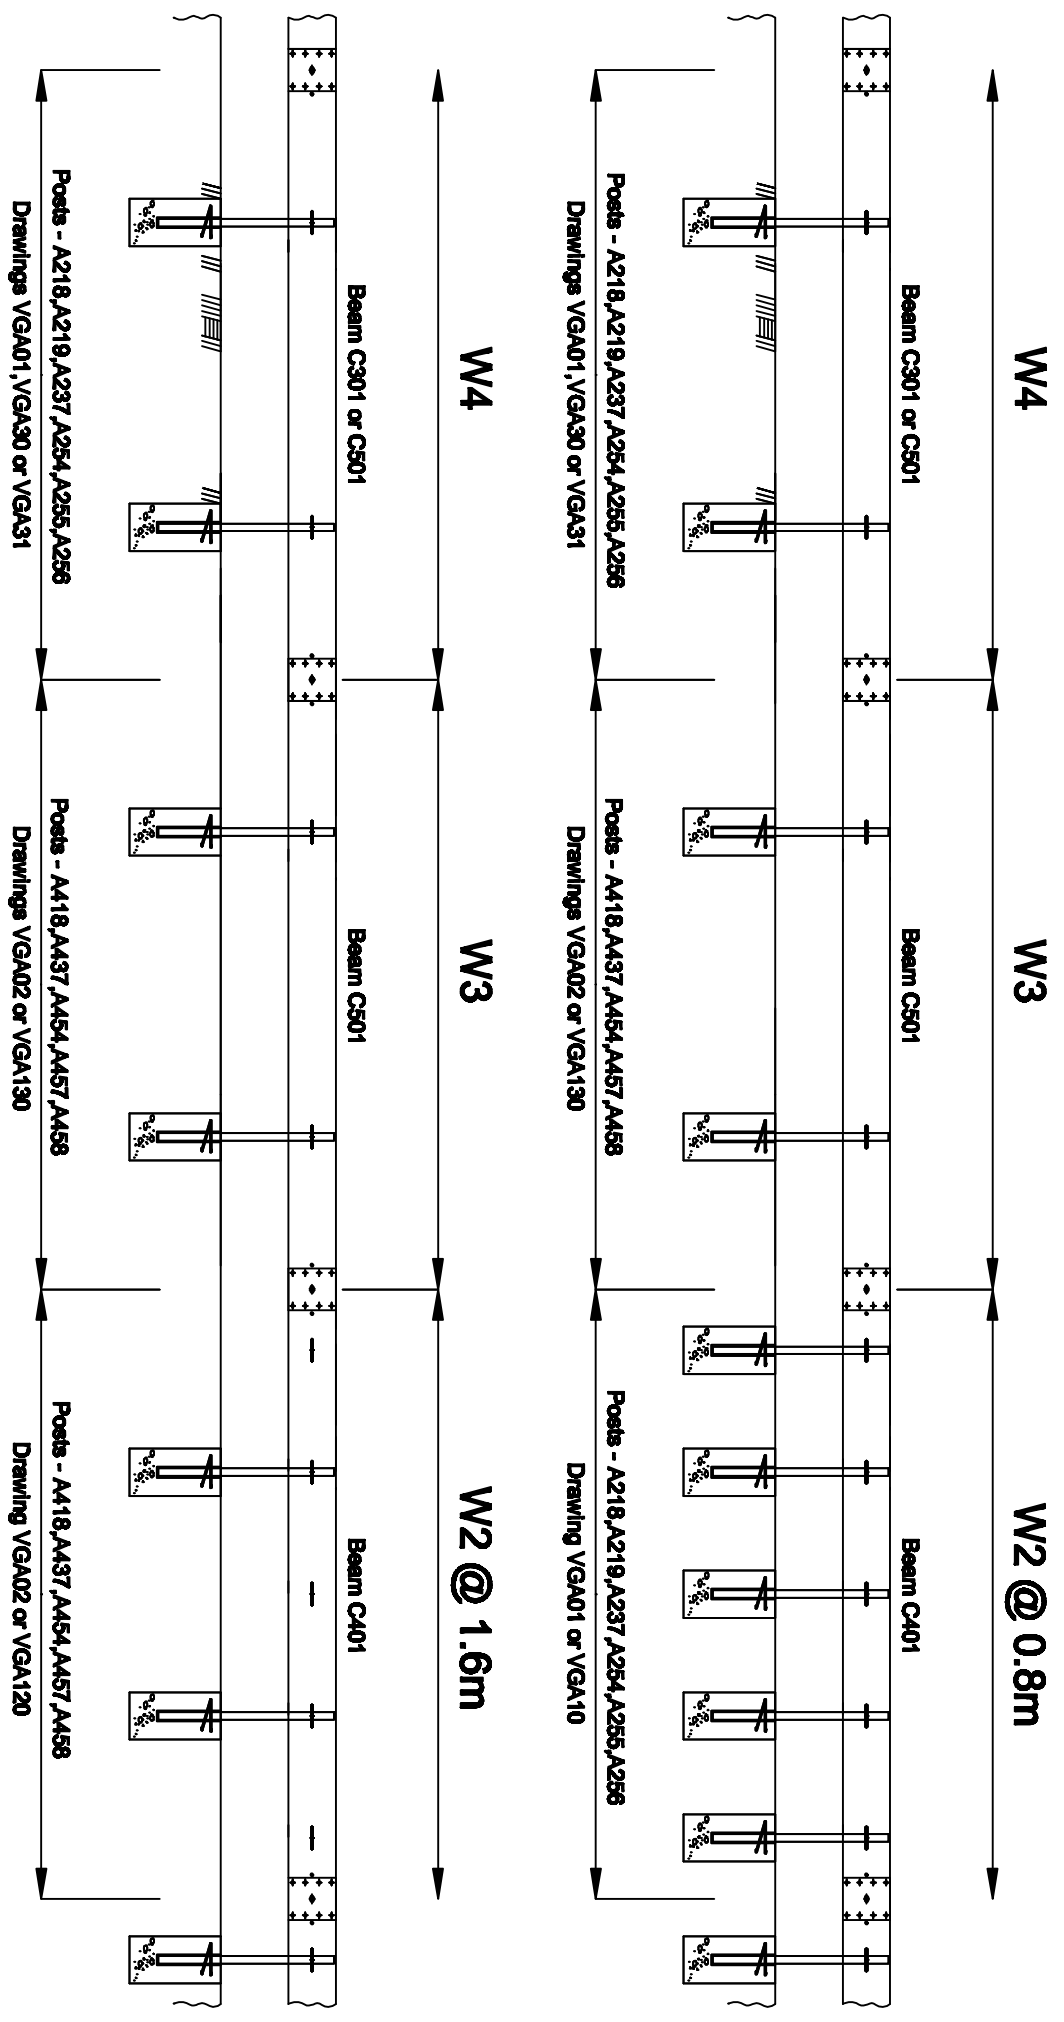 W4
W3
W2 @ 0.8m
Beam C301 or C501
Beam C501
Beam C401
Posts - A218,A219,A237,A254,A255,A256
Drawings VGA01,VGA30 or VGA31
Posts - A418,A437,A454,A457,A458
Drawings VGA02 or VGA130
Posts - A218,A219,A237,A254,A255,A256
Drawing VGA01 or VGA10
W4
W3
W2 @ 1.6m
Beam C301 or C501
Beam C501
Beam C401
Posts - A218,A219,A237,A254,A255,A256
Drawings VGA01,VGA30 or VGA31
Posts - A418,A437,A454,A457,A458
Drawings VGA02 or VGA130
Posts - A418,A437,A454,A457,A458
Drawing VGA02 or VGA120